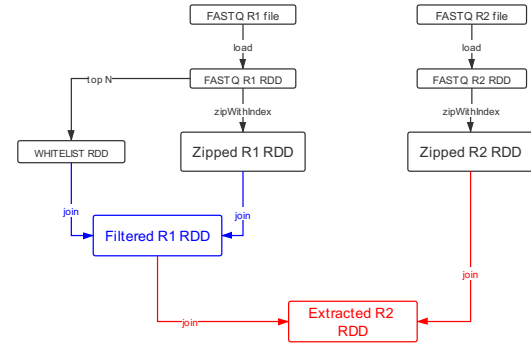 FASTQ R1 file
FASTQ R2 file
load
load
top N
FASTQ R1 RDD
FASTQ R2 RDD
zipWithIndex
zipWithIndex
WHITELIST RDD
Zipped R1 RDD
Zipped R2 RDD
join
join
Filtered R1 RDD
join
join
Extracted R2
RDD